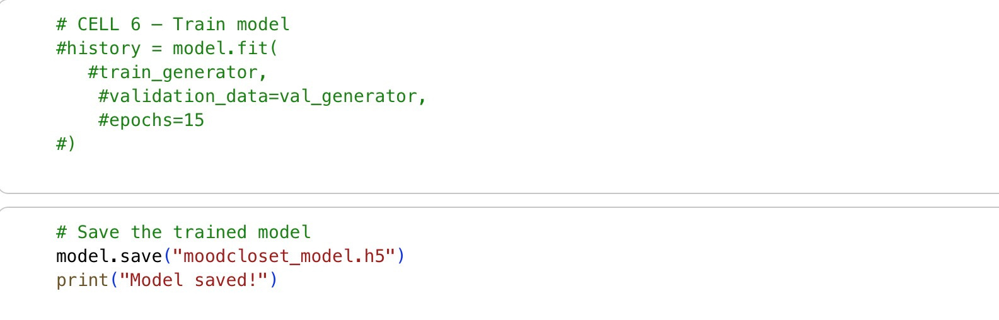 # CELL 6 — Train model
#history = model.fit(
#train_generator,
#validation_data=val_generator,
#epochs=15
#)
# Save the trained model
model.save("moodcloset_model.h5")
print("Model saved!")